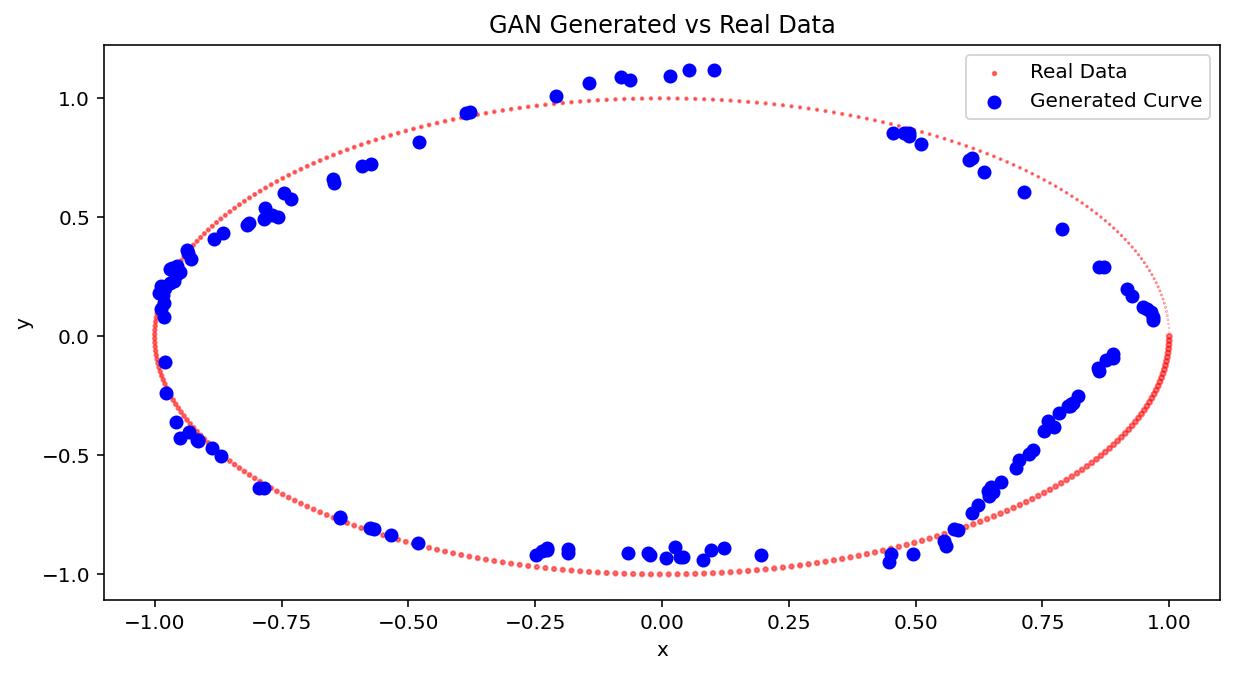 GAN Generated vs Real Data
Real Data
Generated Curve
y
1.0
0.5
0.0
−0.5
−1.0
−1.00 −0.75 −0.50 −0.25 0.00 0.25 0.50 0.75 1.00
x